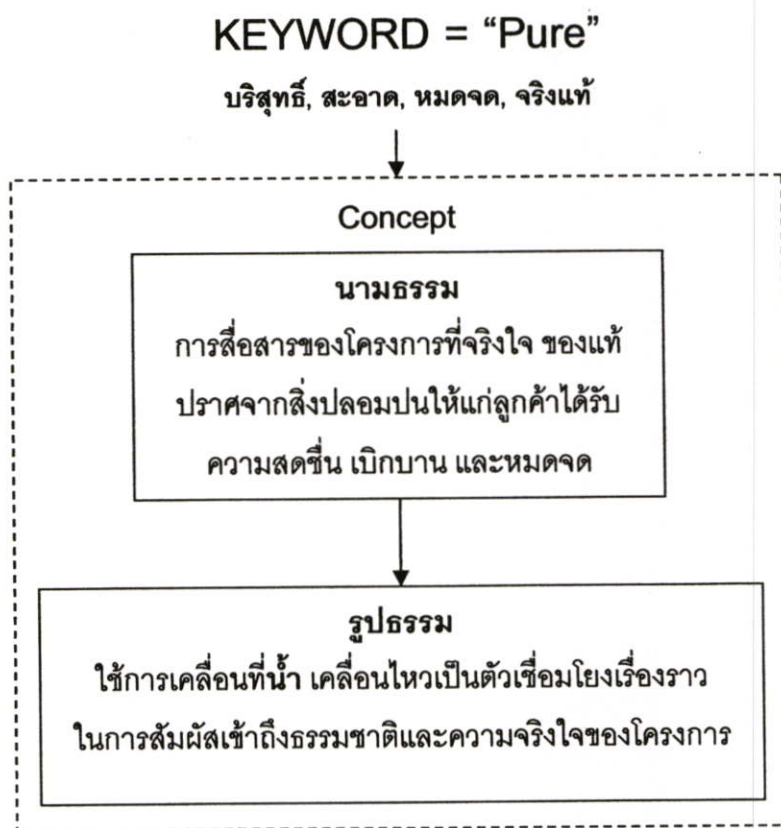 KEYWORD = “Pure”
บริสุทธิ์, สะอาด, หมดจด, จริงแท้
Concept
นามธรรม
การสื่อสารของโครงการที่จริงใจ ของแท้
ปราศจากสิ่งปลอมปนให้แก่ลูกค้าได้รับ
ความสดชื่น เบิกบาน และหมดจด
รูปธรรม
ใช้การเคลื่อนที่น้ำ เคลื่อนไหวเป็นตัวเชื่อมโยงเรื่องราว
ในการสัมผัสเข้าถึงธรรมชาติและความจริงใจของโครงการ